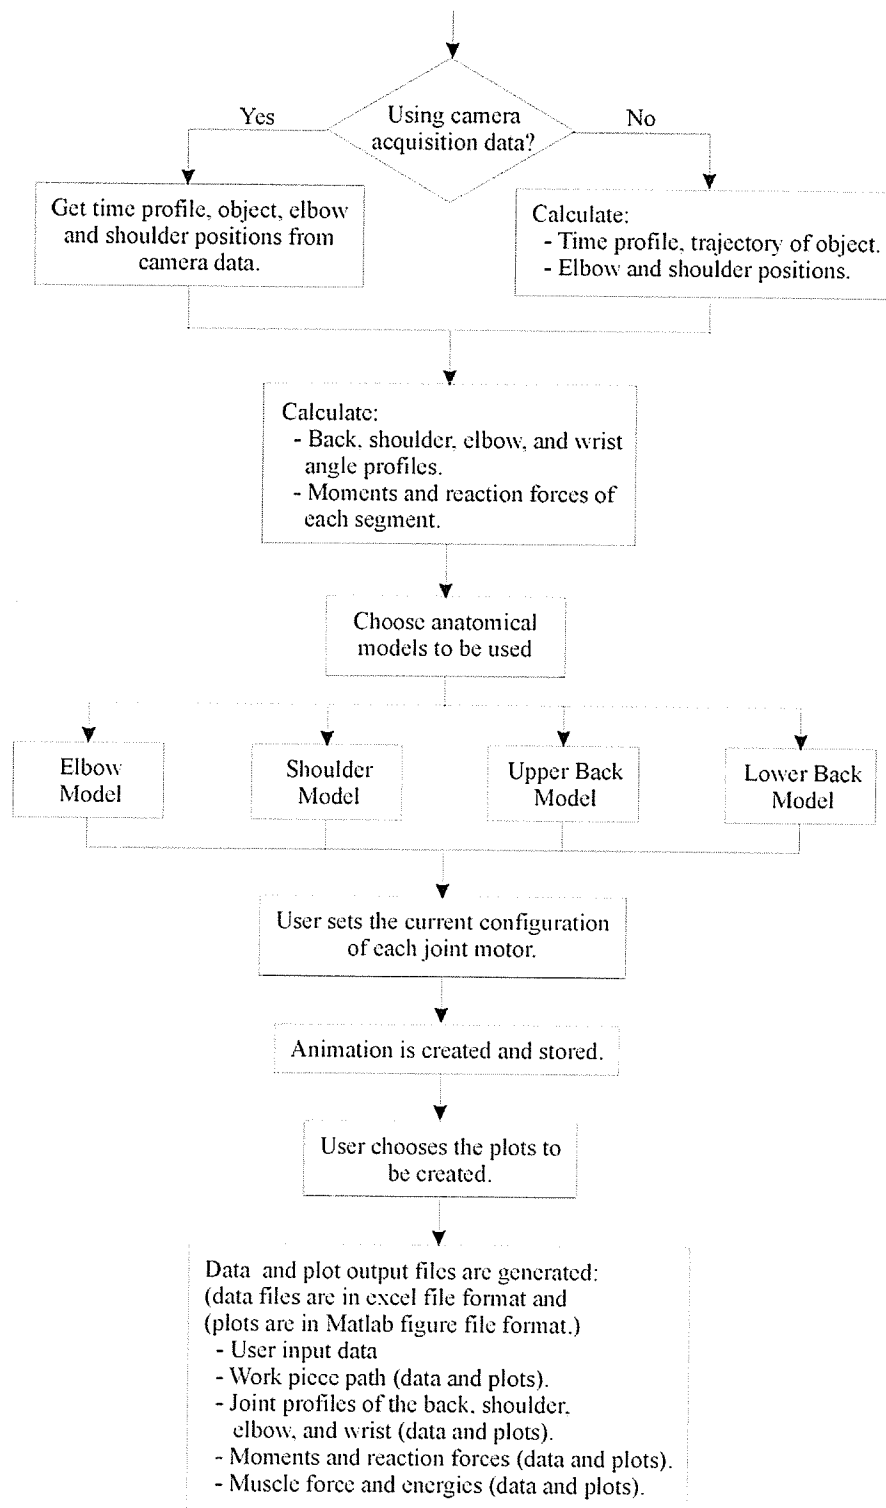 Using camera
acquisition data?
Yes
No
Get time profile, object, elbow
and shoulder positions from
camera data.
Calculate:
- Time profile, trajectory of object.
- Elbow and shoulder positions.
Calculate:
- Back, shoulder, elbow, and wrist
angle profiles.
- Moments and reaction forces of
each segment.
Choose anatomical
models to be used
Elbow
Model
Shoulder
Model
Upper Back
Model
Lower Back
Model
User sets the current configuration
of each joint motor.
Animation is created and stored.
User chooses the plots to
be created.
Data and plot output files are generated:
(data files are in excel file format and
(plots are in Matlab figure file format.)
- User input data
- Work piece path (data and plots).
- Joint profiles of the back, shoulder,
elbow, and wrist (data and plots).
- Moments and reaction forces (data and plots).
- Muscle force and energies (data and plots).